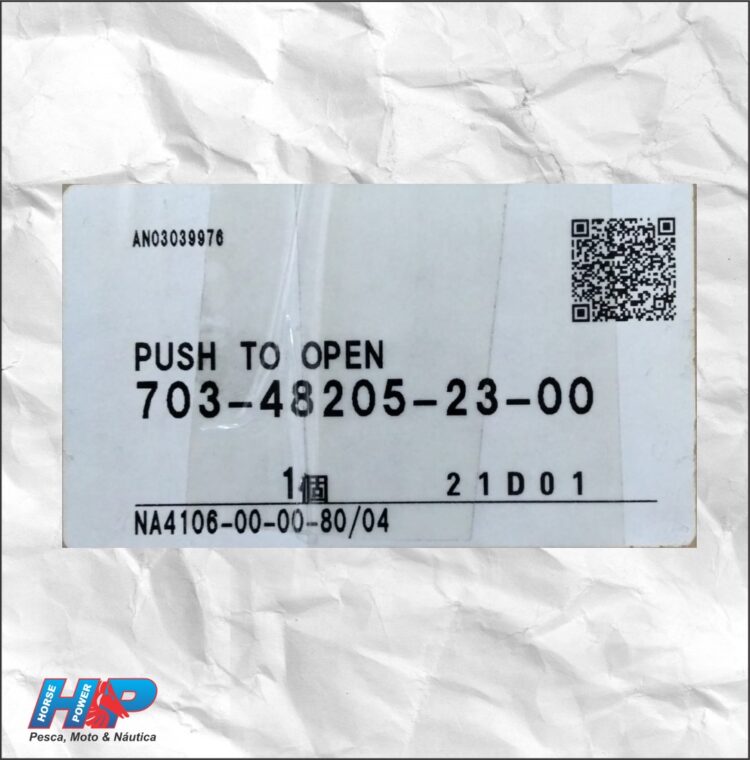 AN03039976
PUSH TO OPEN
703-48205-23-00
1個 21D01
NA4106-00-00-80/04
HORSE
POWER
HP
Pesca, Moto & Náutica